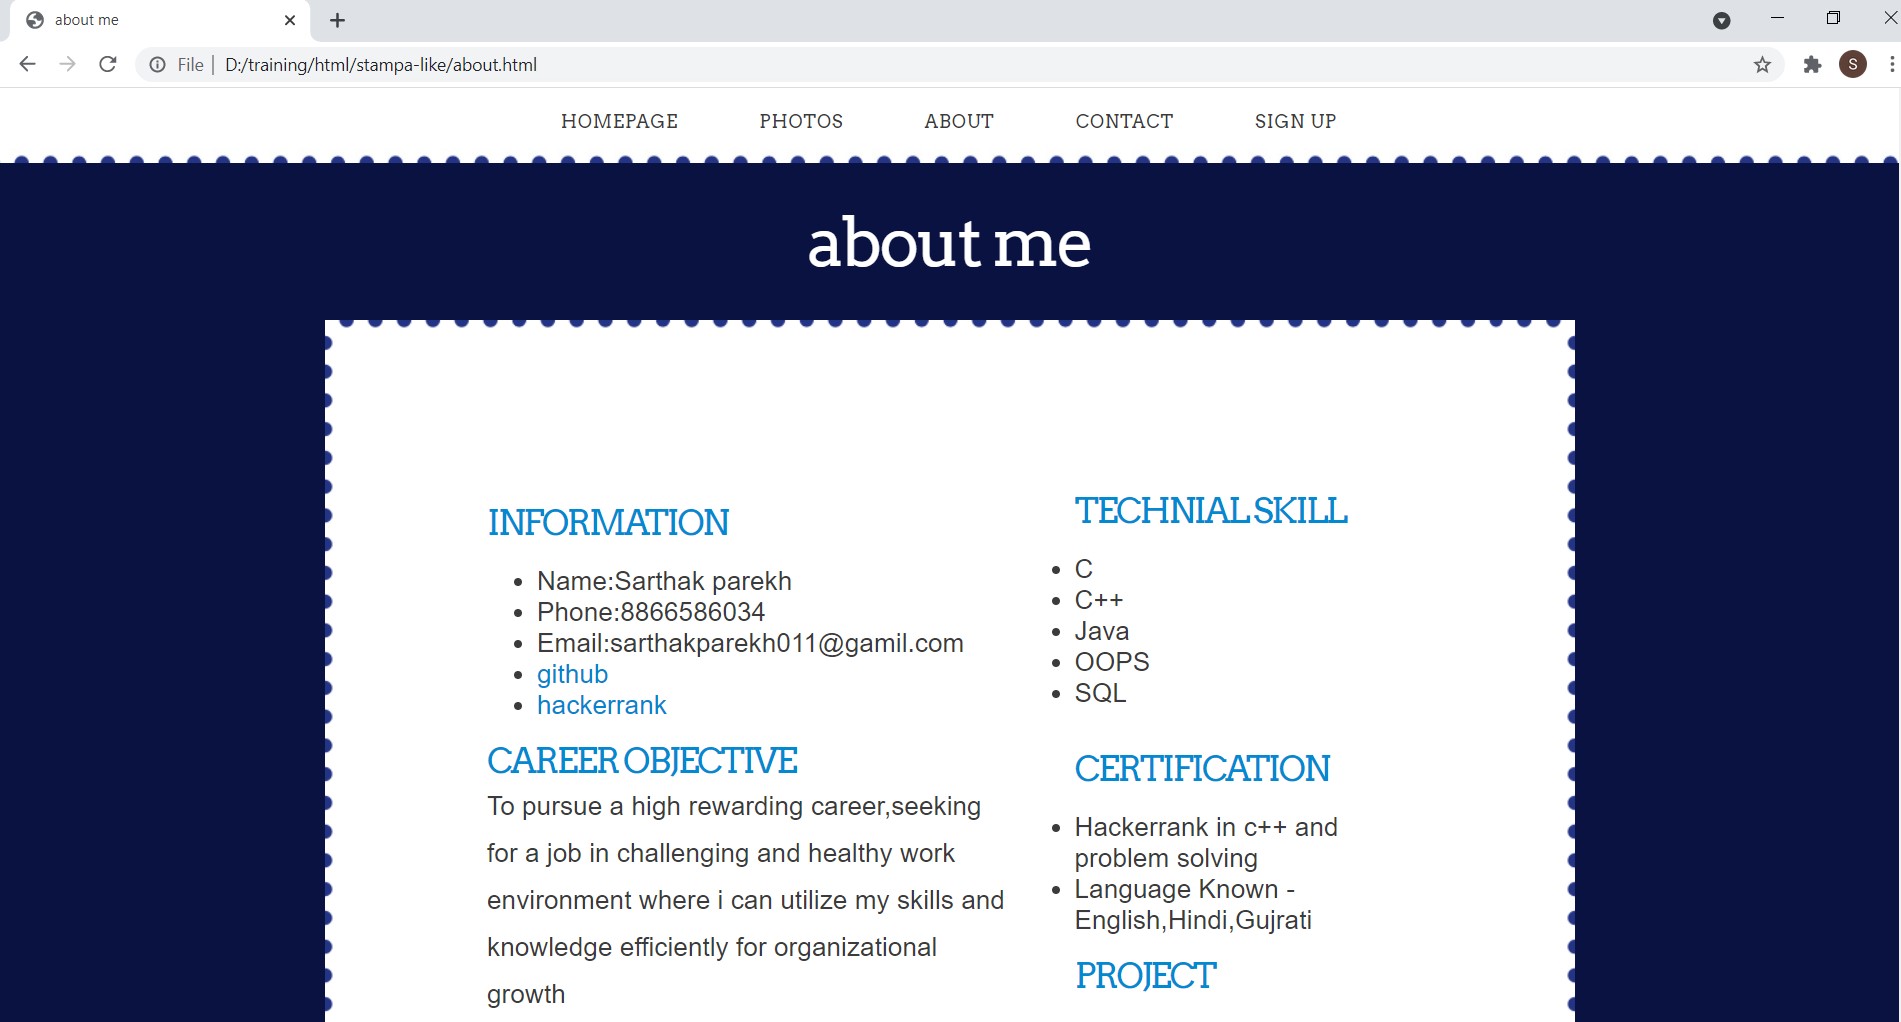 about me
File | D:/training/html/stampa-like/about.html
S
HOMEPAGE PHOTOS ABOUT CONTACT SIGN UP
about me
INFORMATION
Name:Sarthak parekh
Phone:8866586034
Email:sarthakparekh011@gamil.com
github
hackerrank
CAREER OBJECTIVE
To pursue a high rewarding career,seeking
for a job in challenging and healthy work
environment where i can utilize my skills and
knowledge efficiently for organizational
growth
TECHNIAL SKILL
C
C++
Java
OOPS
SQL
CERTIFICATION
Hackerrank in c++ and
problem solving
Language Known -
English,Hindi,Gujrati
PROJECT